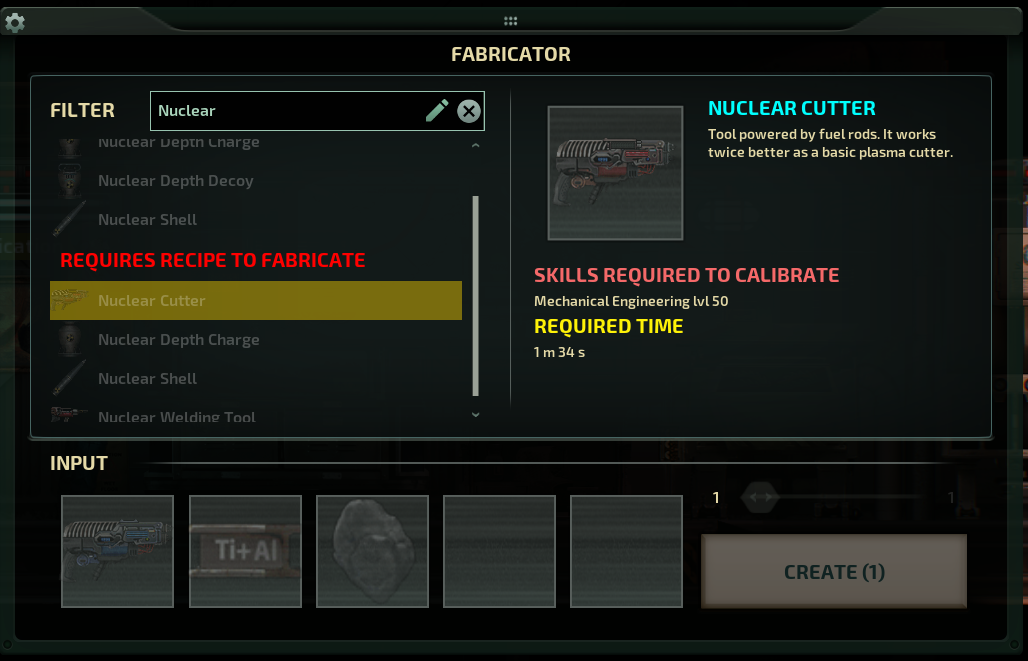 FABRICATOR
FILTER
Nuclear
Nuclear Depth Charge
Nuclear Depth Decoy
Nuclear Shell
REQUIRES RECIPE TO FABRICATE
Nuclear Cutter
Nuclear Depth Charge
Nuclear Shell
Nuclear Welding Tool
NUCLEAR CUTTER
Tool powered by fuel rods. It works
twice better as a basic plasma cutter.
SKILLS REQUIRED TO CALIBRATE
Mechanical Engineering lvl 50
REQUIRED TIME
1 m 34 s
INPUT
Ti+Al
1
1
CREATE (1)